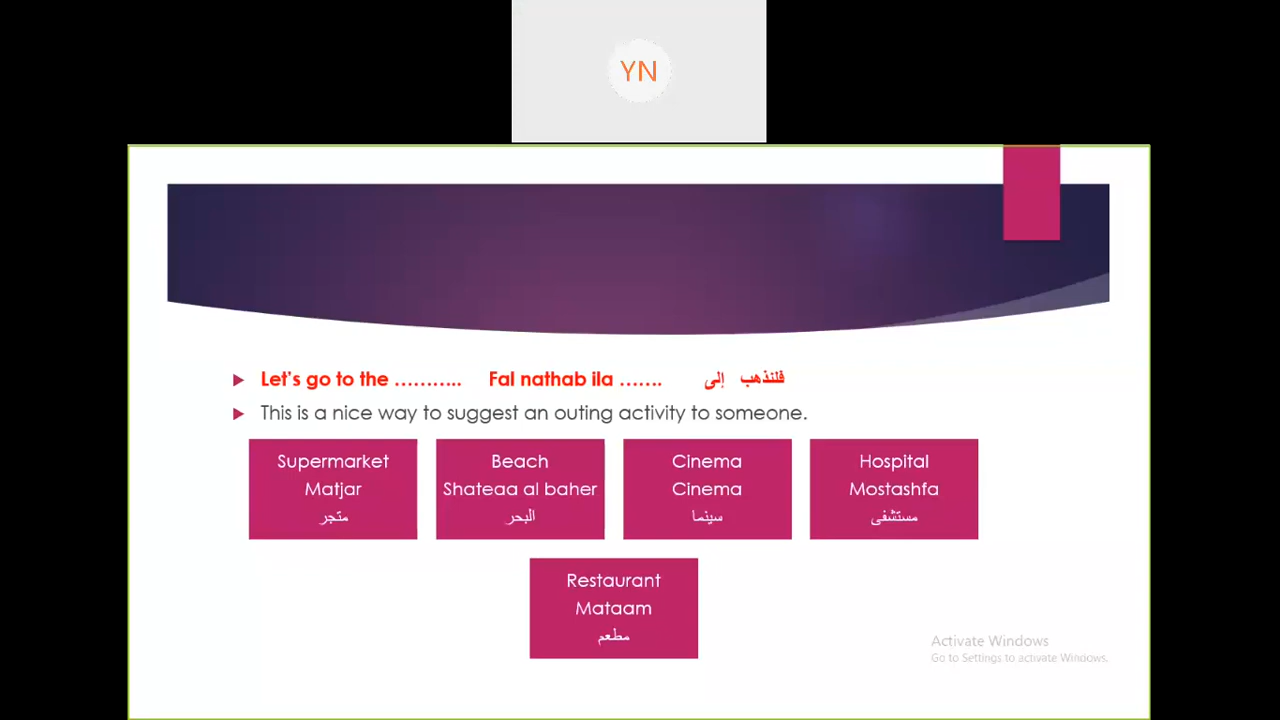 YN
Let's go to the ……….. Fal nathab ila ……. فلنذهب إلى
This is a nice way to suggest an outing activity to someone.
Supermarket
Matjar
متجر
Beach
Shateaa al baher
البحر
Cinema
Cinema
سينما
Hospital
Mostashfa
مستشفى
Restaurant
Mataam
مطعم
Activate Windows
Go to Settings to activate Windows.